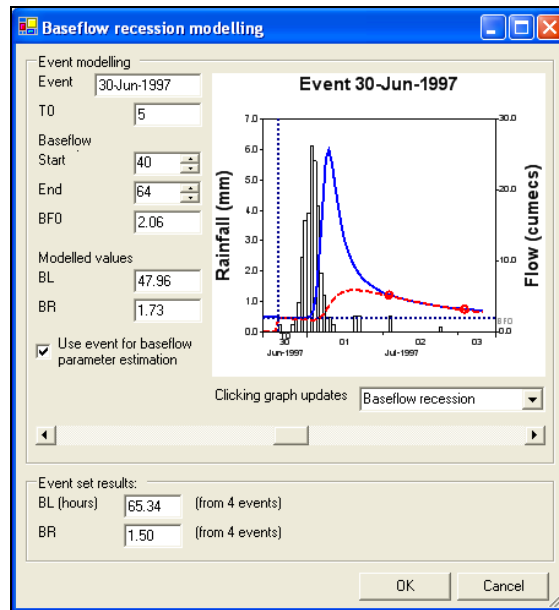 Baseflow recession modelling
Event modelling
Event 30-Jun-1997
T0 5
Baseflow
Start 40
End 64
BF0 2.06
Modelled values
BL 47.96
BR 1.73
Use event for baseflow
parameter estimation
Event 30-Jun-1997
Rainfall (mm)
7.0
6.0
5.0
4.0
3.0
2.0
1.0
0.0
Flow (cumecs)
30.0
20.0
10.0
0.0
BF0
30 01 02 03
Jun-1997 Jul-1997
Clicking graph updates Baseflow recession
Event set results:
BL (hours) 65.34 (from 4 events)
BR 1.50 (from 4 events)
OK Cancel